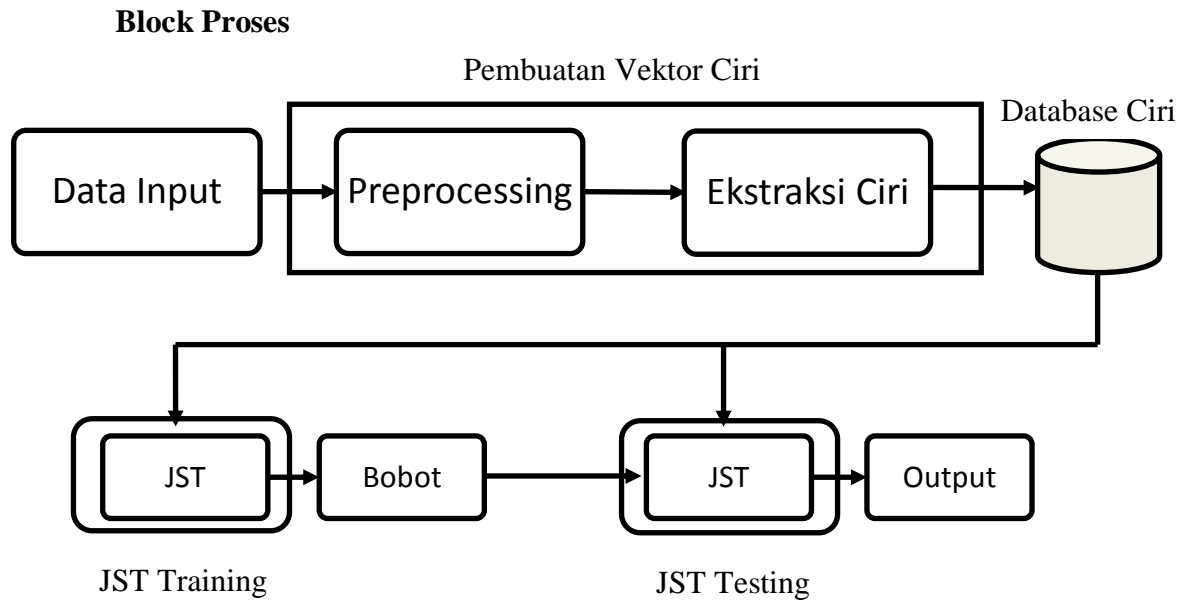 Block Proses
Pembuatan Vektor Ciri
Database Ciri
Data Input
Preprocessing
Ekstraksi Ciri
JST
Bobot
JST
Output
JST Training
JST Testing